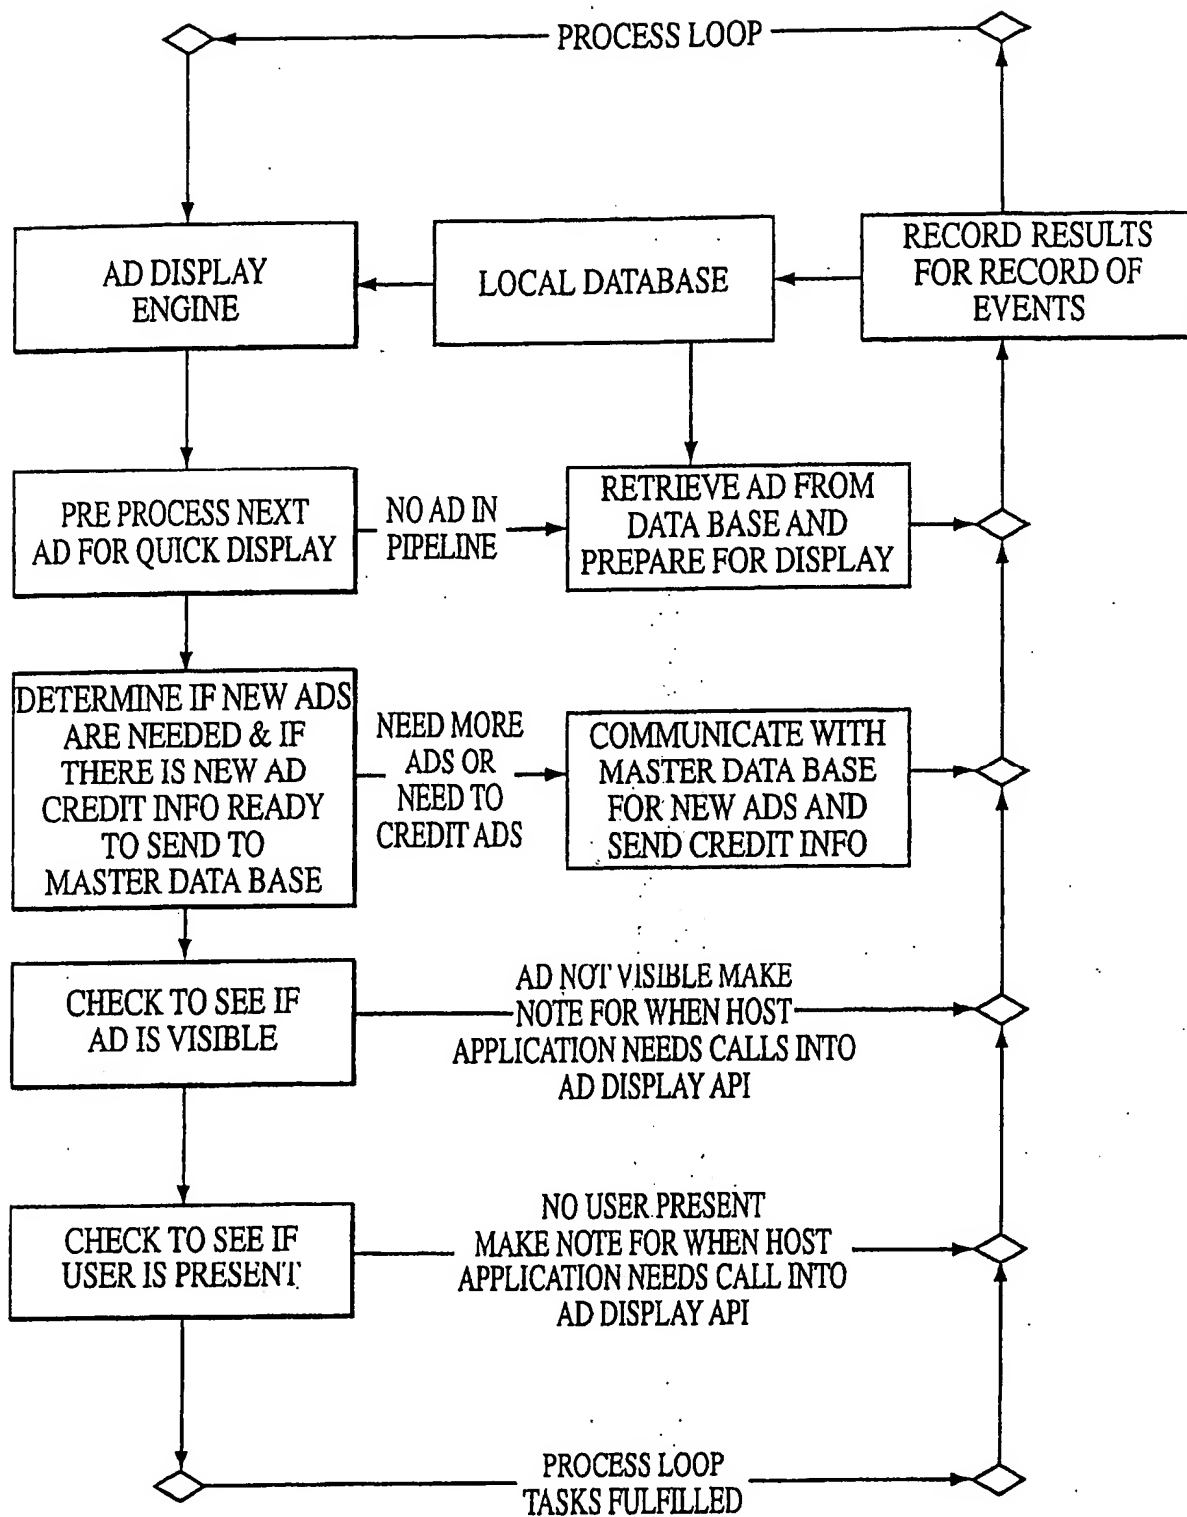 PROCESS LOOP
AD DISPLAY
ENGINE
LOCAL DATABASE
RECORD RESULTS
FOR RECORD OF
EVENTS
PRE PROCESS NEXT
AD FOR QUICK DISPLAY
NO AD IN
PIPELINE
RETRIEVE AD FROM
DATA BASE AND
PREPARE FOR DISPLAY
DETERMINE IF NEW ADS
ARE NEEDED & IF
THERE IS NEW AD
CREDIT INFO READY
TO SEND TO
MASTER DATA BASE
NEED MORE
ADS OR
NEED TO
CREDIT ADS
COMMUNICATE WITH
MASTER DATA BASE
FOR NEW ADS AND
SEND CREDIT INFO
CHECK TO SEE IF
AD IS VISIBLE
AD NOT VISIBLE MAKE
NOTE FOR WHEN HOST
APPLICATION NEEDS CALLS INTO
AD DISPLAY API
CHECK TO SEE IF
USER IS PRESENT
NO USER PRESENT
MAKE NOTE FOR WHEN HOST
APPLICATION NEEDS CALL INTO
AD DISPLAY API
PROCESS LOOP
TASKS FULFILLED